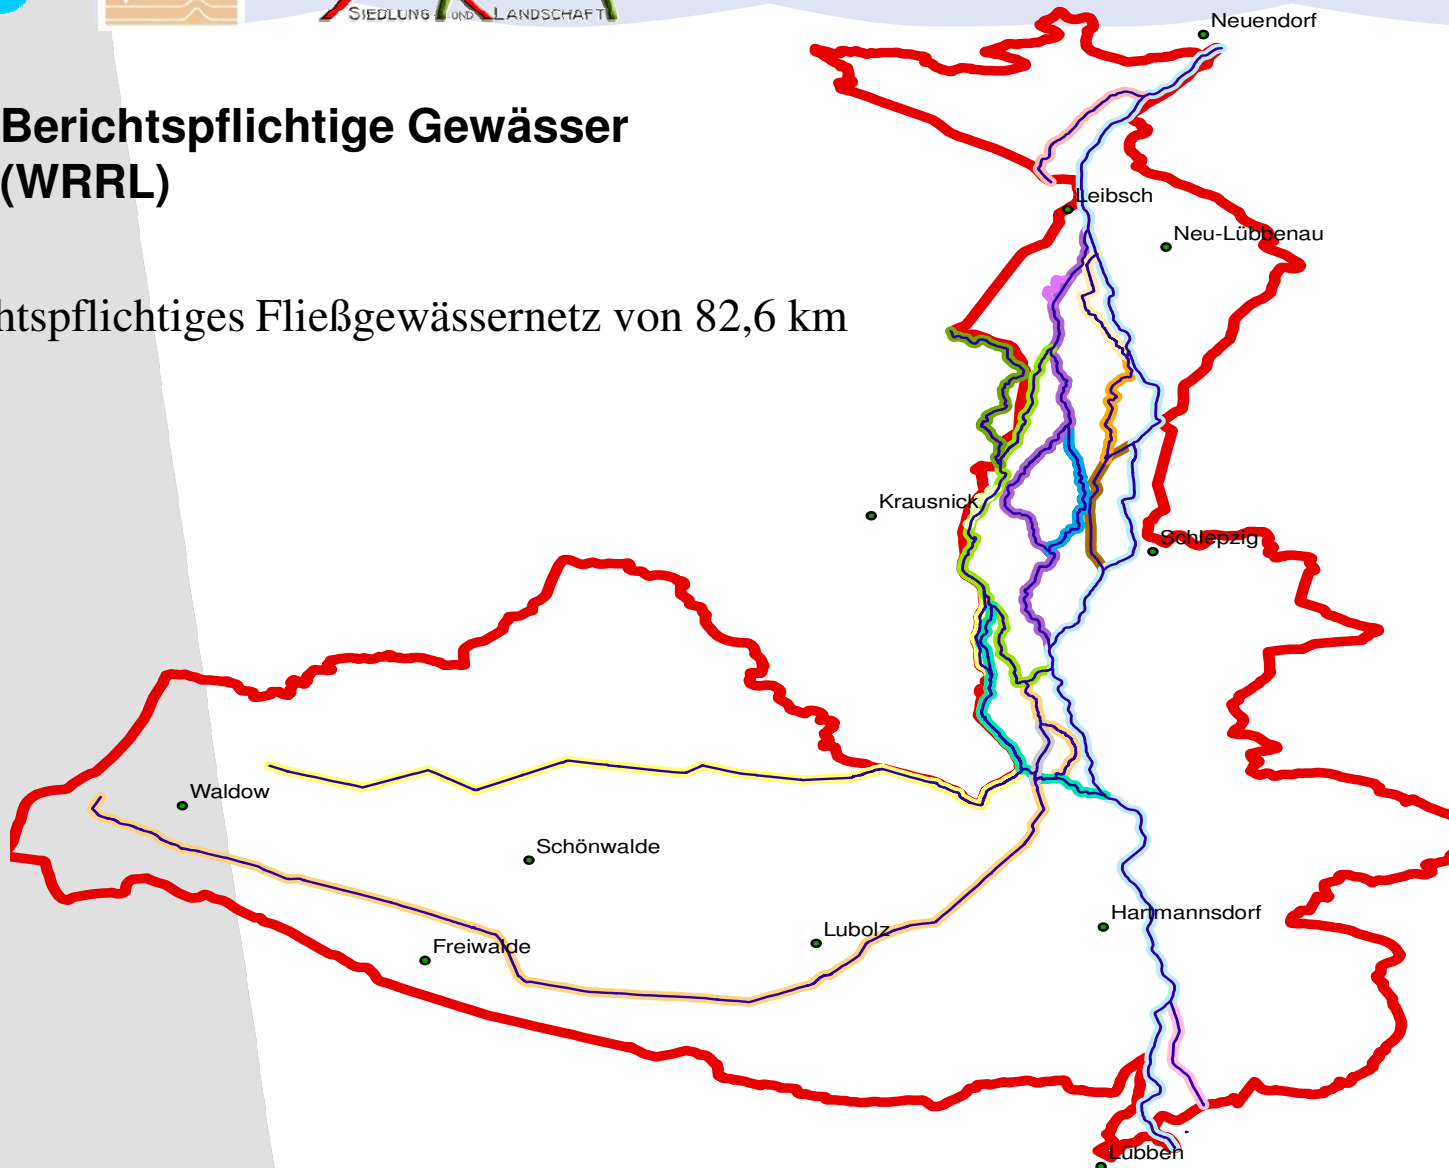 SIEDLUNG UND LANDSCHAFT
Neuendorf
Berichtspflichtige Gewässer
(WRRL)
Leibsch
Neu-Lübbenau
htspflichtiges Fließgewässernetz von 82,6 km
Krausnick
Schlepzig
Waldow
Schönwalde
Hartmannsdorf
Lubolz
Freiwalde
Lübben